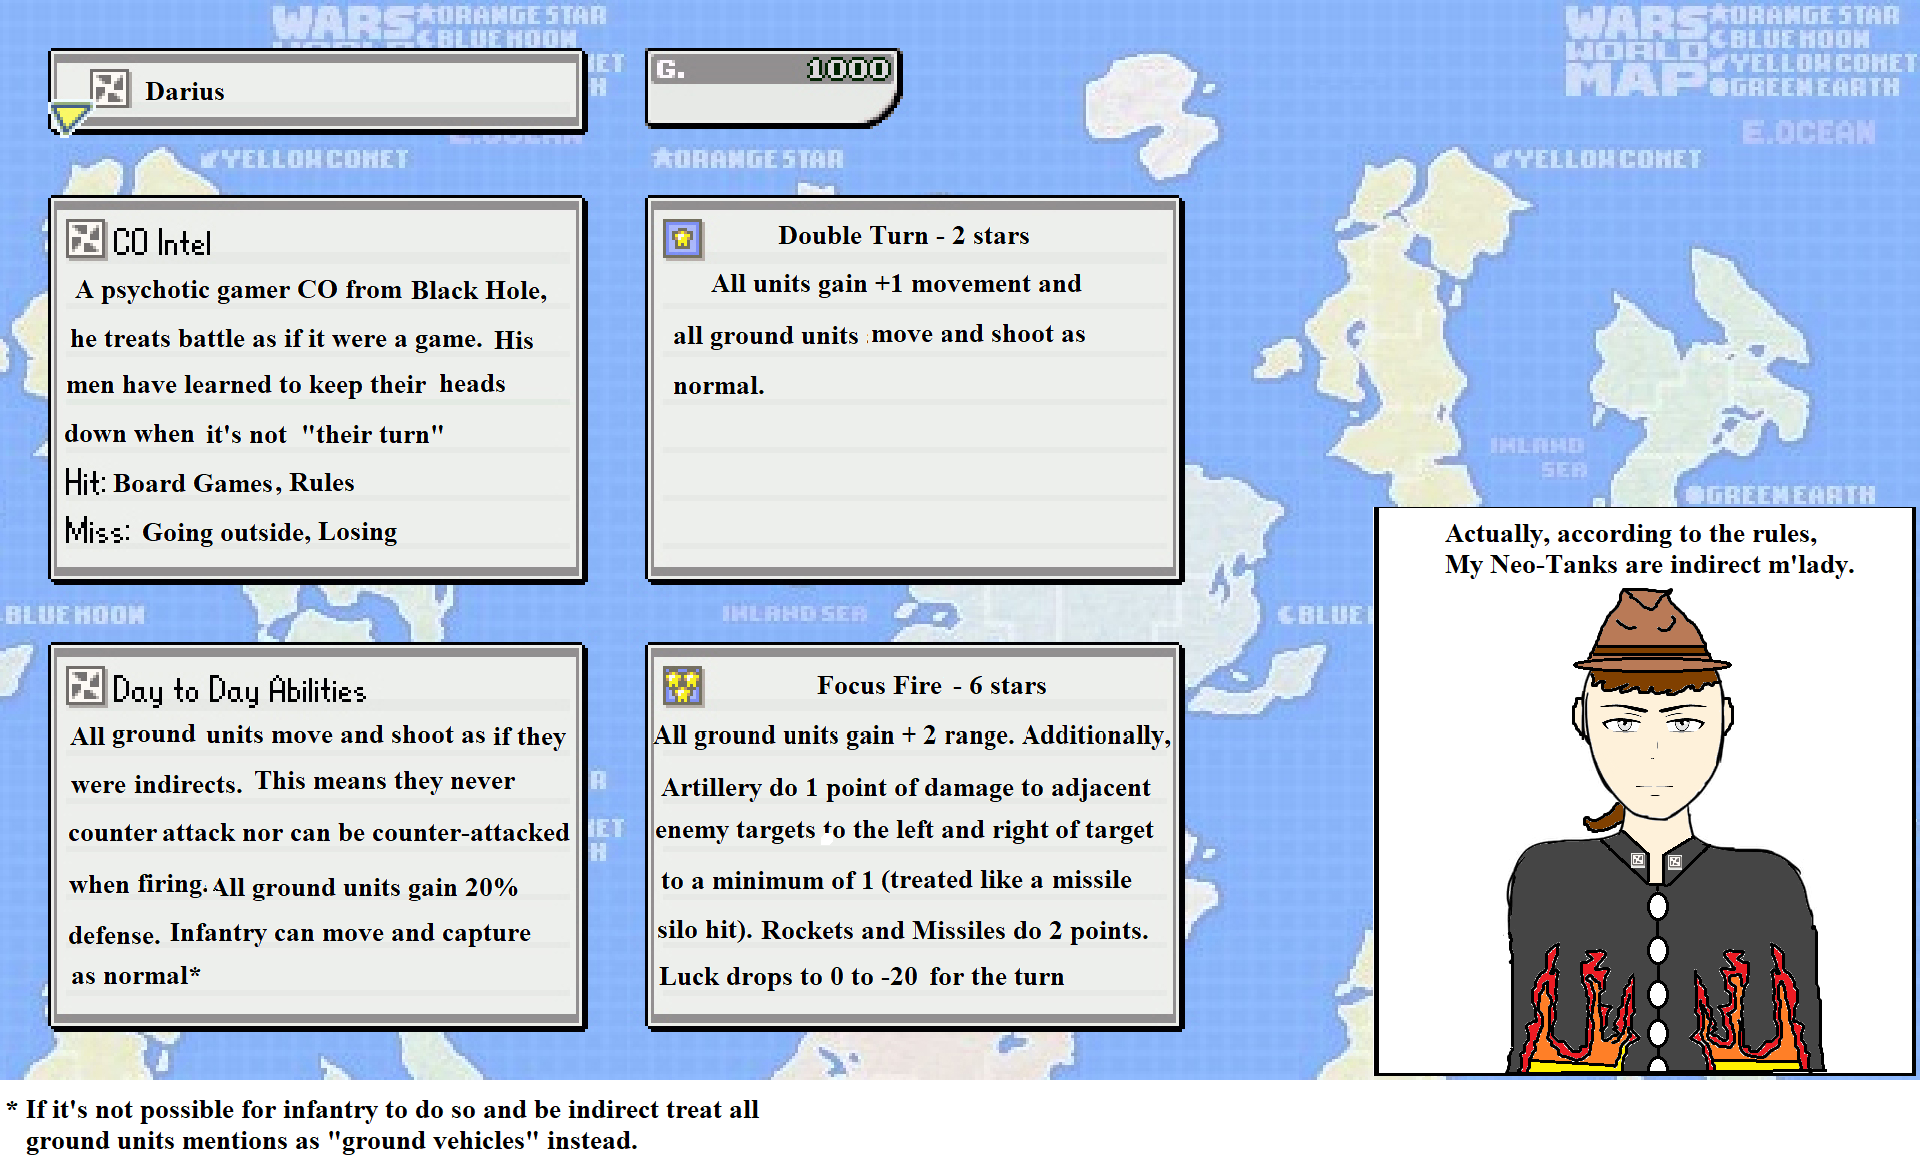 WARS
★ORANGE STAR
BLUE MOON
WARS
WORLD
MAP
★ORANGE STAR
BLUE MOON
YELLOW COMET
GREEN EARTH
E.OCEAN
Darius
G. 1000
YELLOW COMET
★ORANGE STAR
YELLOW COMET
CO Intel
A psychotic gamer CO from Black Hole,
he treats battle as if it were a game. His
men have learned to keep their heads
down when it's not "their turn"
Hit: Board Games, Rules
Miss: Going outside, Losing
Double Turn - 2 stars
All units gain +1 movement and
all ground units move and shoot as
normal.
INLAND
SEA
GREEN EARTH
BLUE MOON
INLAND SEA
BLUE
Day to Day Abilities
All ground units move and shoot as if they
were indirects. This means they never
counter attack nor can be counter-attacked
when firing. All ground units gain 20%
defense. Infantry can move and capture
as normal*
Focus Fire - 6 stars
All ground units gain + 2 range. Additionally,
Artillery do 1 point of damage to adjacent
enemy targets to the left and right of target
to a minimum of 1 (treated like a missile
silo hit). Rockets and Missiles do 2 points.
Luck drops to 0 to -20 for the turn
Actually, according to the rules,
My Neo-Tanks are indirect m'lady.
* If it's not possible for infantry to do so and be indirect treat all
ground units mentions as "ground vehicles" instead.